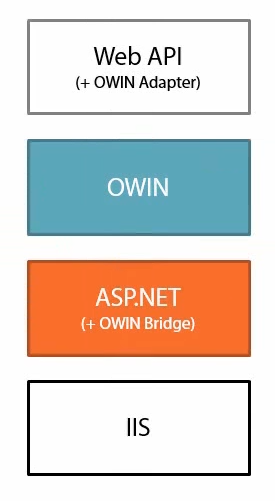 Web API
(+ OWIN Adapter)
OWIN
ASP.NET
(+ OWIN Bridge)
IIS